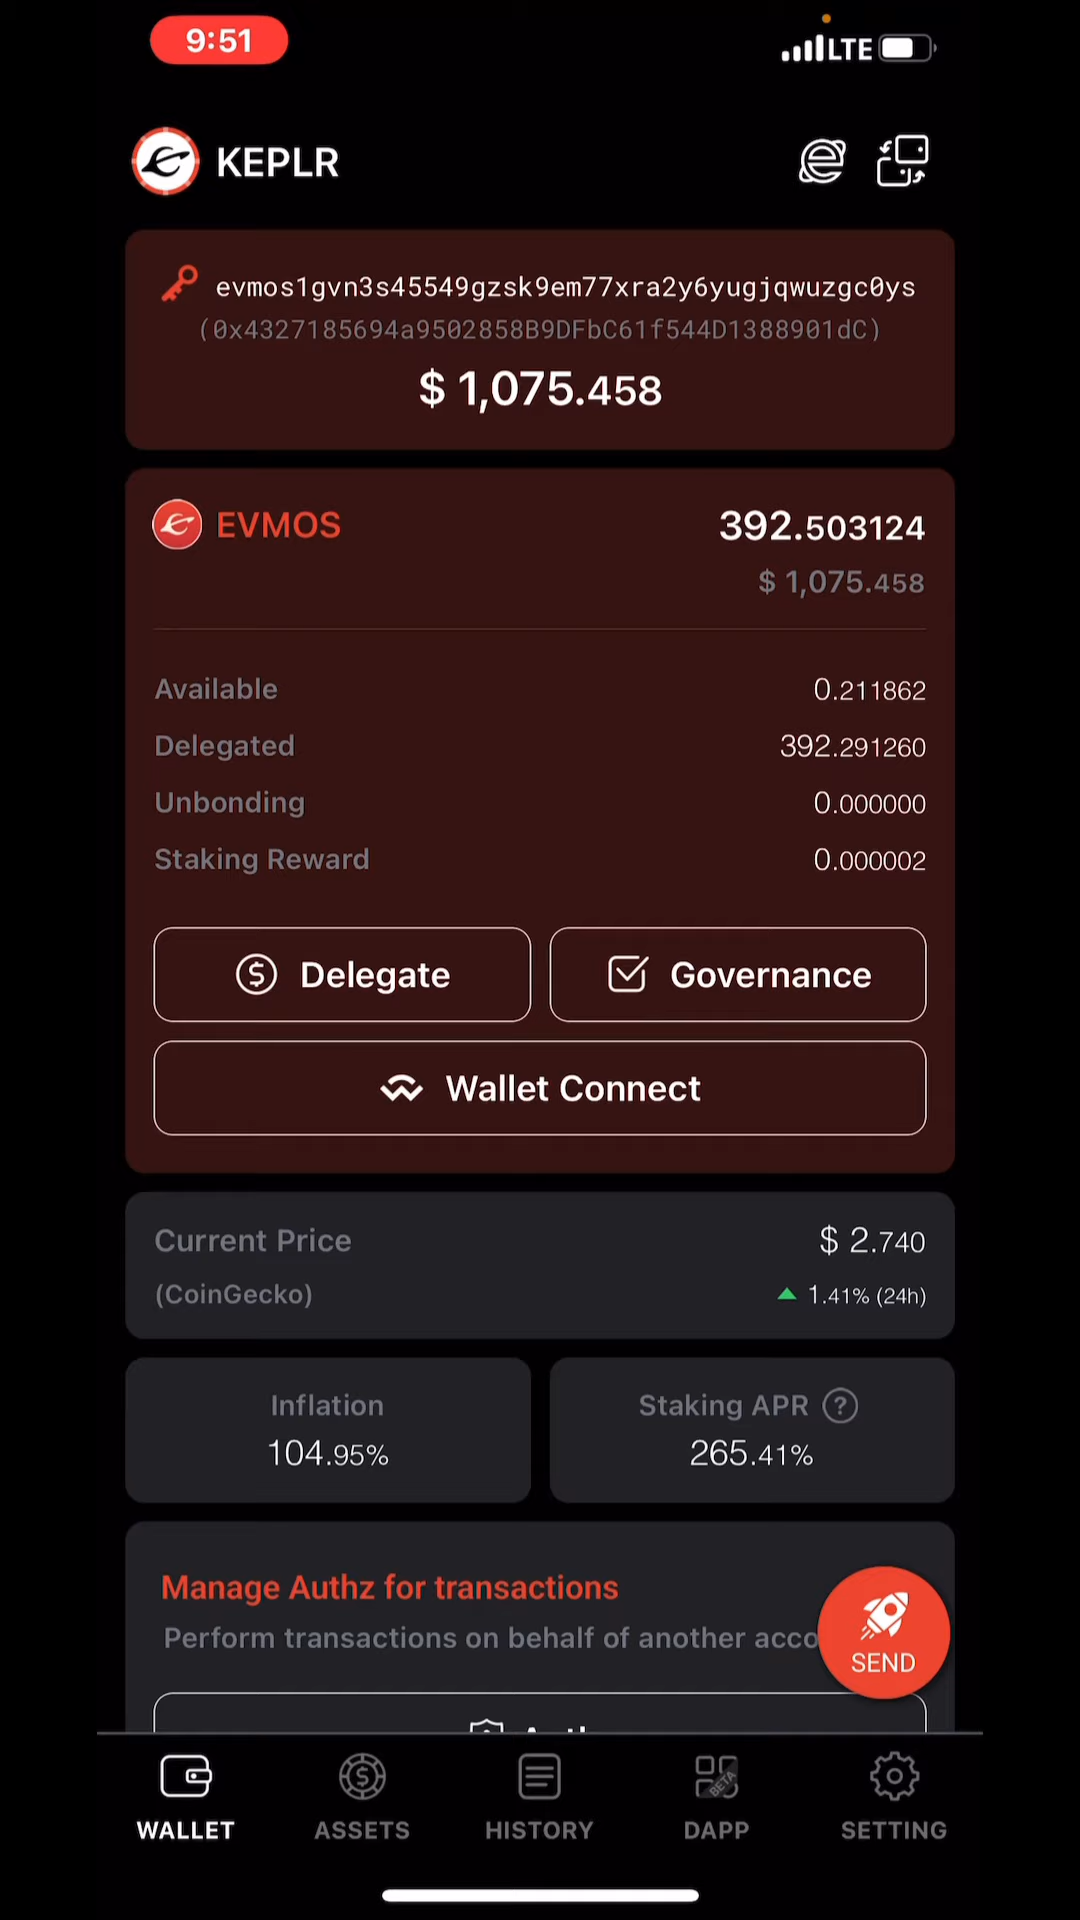 9:51
LTE
KEPLR
evmos1gvn3s45549gzsk9em77xra2y6yugjqwuzgc0ys
(0x4327185694a9502858B9DFbC61f544D1388901dC)
$ 1,075.458
EVMOS 392.503124
$ 1,075.458
Available 0.211862
Delegated 392.291260
Unbonding 0.000000
Staking Reward 0.000002
Delegate Governance
Wallet Connect
Current Price $ 2.740
(CoinGecko) 1.41% (24h)
Inflation Staking APR ?
104.95% 265.41%
Manage Authz for transactions
Perform transactions on behalf of another acco
SEND
BETA
WALLET ASSETS HISTORY DAPP SETTING